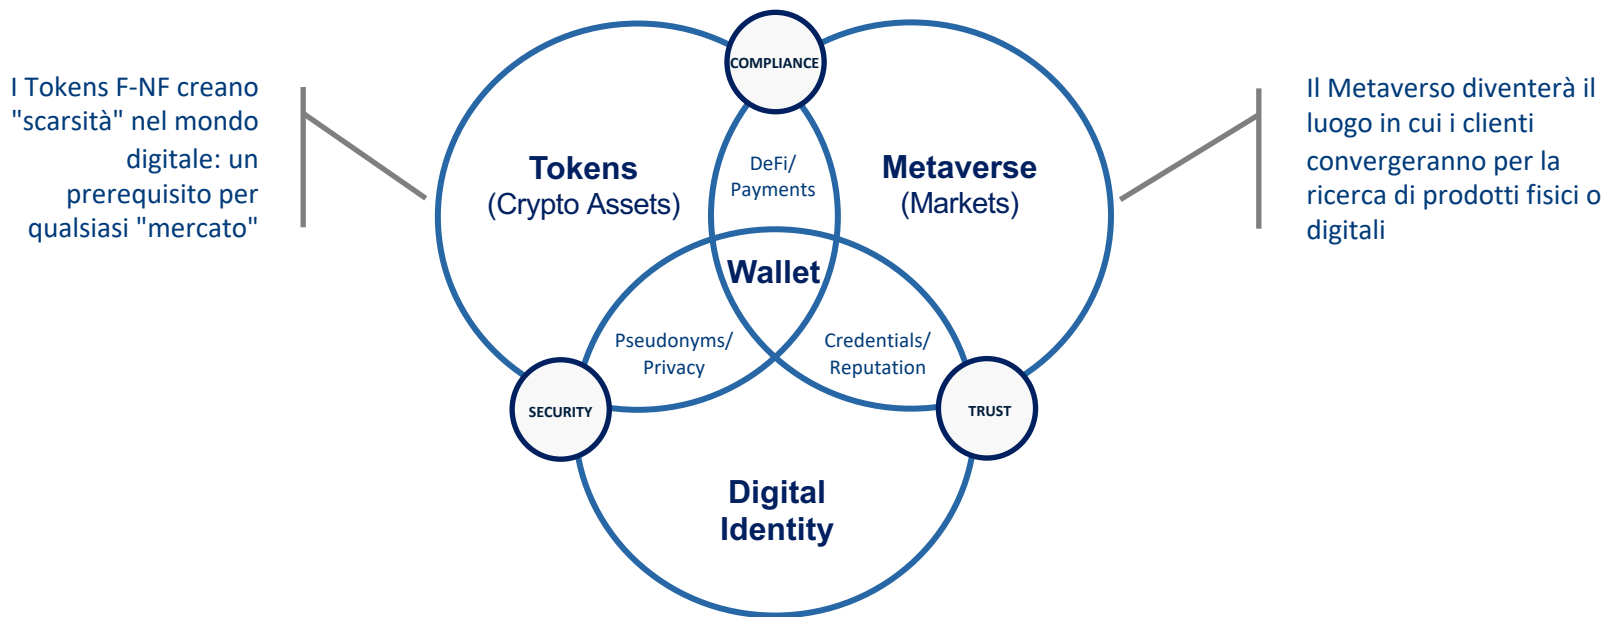 I Tokens F-NF creano
"scarsità" nel mondo
digitale: un
prerequisito per
qualsiasi "mercato"
COMPLIANCE
Tokens
(Crypto Assets)
DeFi/
Payments
Metaverse
(Markets)
Il Metaverso diventerà il
luogo in cui i clienti
convergeranno per la
ricerca di prodotti fisici o
digitali
Wallet
Pseudonyms/
Privacy
Credentials/
Reputation
SECURITY
TRUST
Digital
Identity